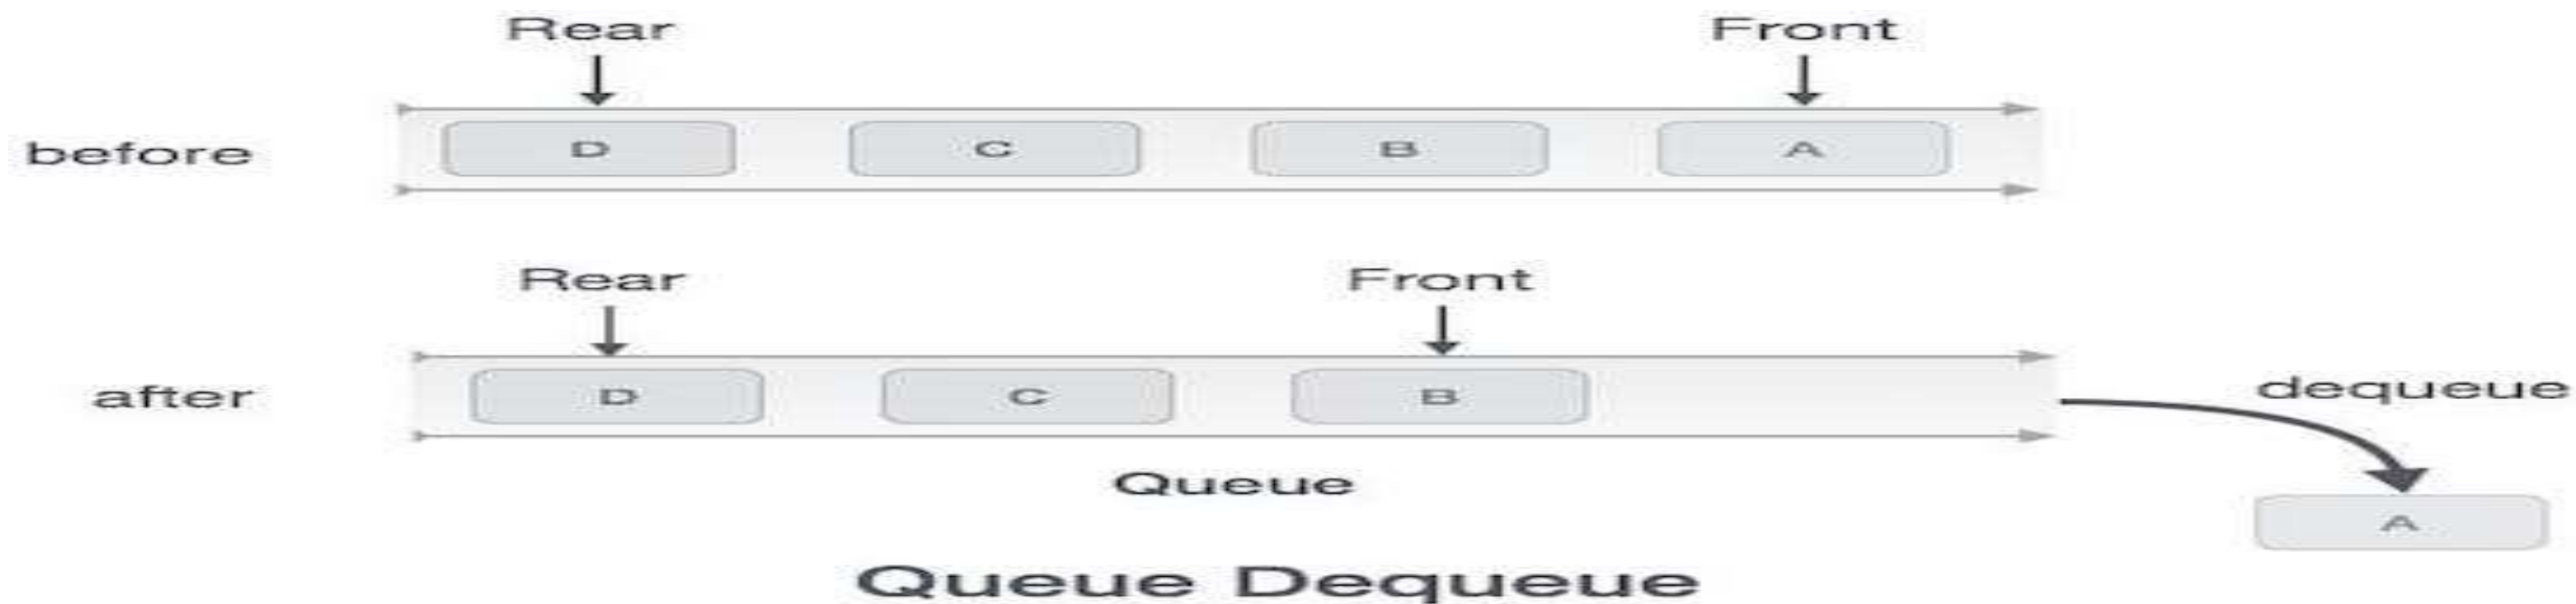 Rear Front
before D C B A
Rear Front
after D C B dequeue
Queue
A
Queue Dequeue